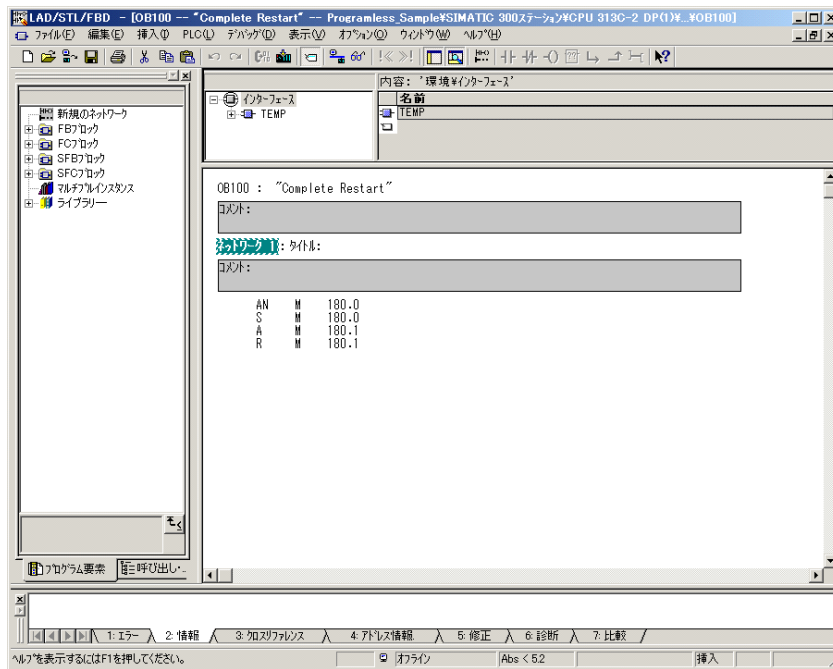 LAD/STL/FBD - [OB100 -- "Complete Restart" -- Programless_Sample¥SIMATIC 300ステーション¥CPU 313C-2 DP(1)¥...¥OB100]
ファイル(F) 編集(E) 挿入(I) PLC(L) デバッグ(D) 表示(V) オプション(O) ウィンドウ(W) ヘルプ(H)
内容: '環境¥インターフェース'
インターフェース
TEMP
名前
TEMP
新規のネットワーク
FBブロック
FCブロック
SFBブロック
SFCブロック
マルチプルインスタンス
ライブラリー
OB100 : "Complete Restart"
コメント:
ネットワーク 1: タイトル:
コメント:
AN M 180.0
S M 180.0
A M 180.1
R M 180.1
プログラム要素
呼び出し･..
1: エラー 2: 情報 3: クロスリファレンス 4: アドレス情報. 5: 修正 6: 診断 7: 比較
ヘルプを表示するにはF1を押してください。
オフライン
Abs < 5.2
挿入